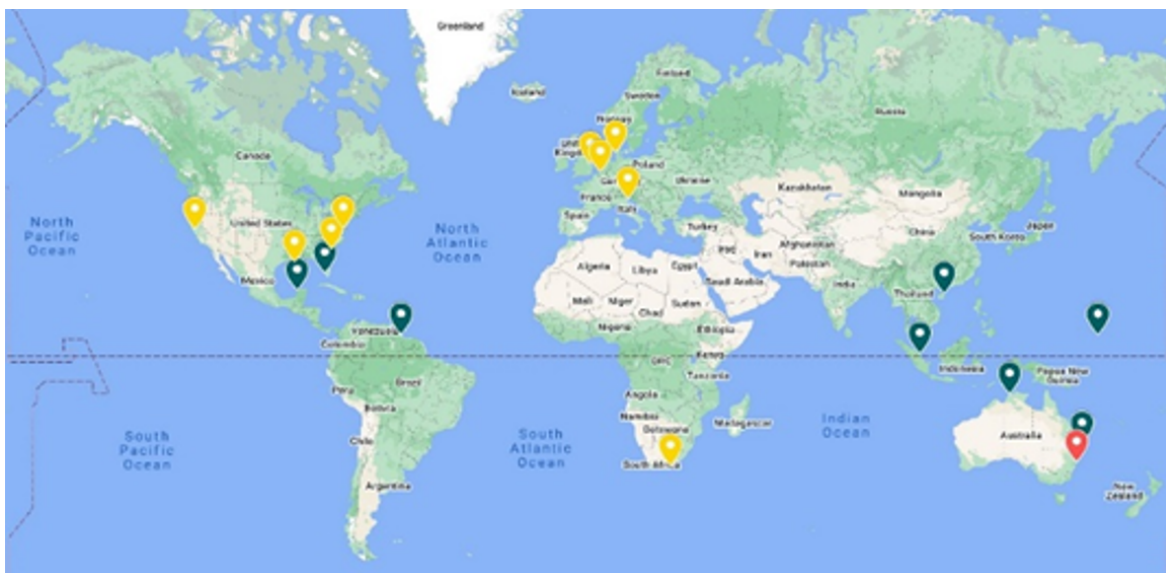 Greenland
Iceland
Finland
Sweden
Norway
Russia
Canada
Poland
Ukraine
France
Italy
Spain
Turkey
Kazakhstan
Mongolia
North
Pacific
Ocean
United States
North
Atlantic
Ocean
China
South Korea
Japan
Iraq
Iran
Afghanistan
Pakistan
Algeria
Libya
Egypt
Saudi Arabia
India
Mexico
Mali
Niger
Chad
Sudan
Thailand
Nigeria
Ethiopia
Venezuela
Colombia
DRC
Kenya
Tanzania
Indonesia
Papua New
Guinea
Peru
Brazil
Bolivia
Angola
Namibia
Botswana
Madagascar
Indian
Ocean
Australia
South
Pacific
Ocean
Chile
South
Atlantic
Ocean
South Africa
Argentina
New
Zealand